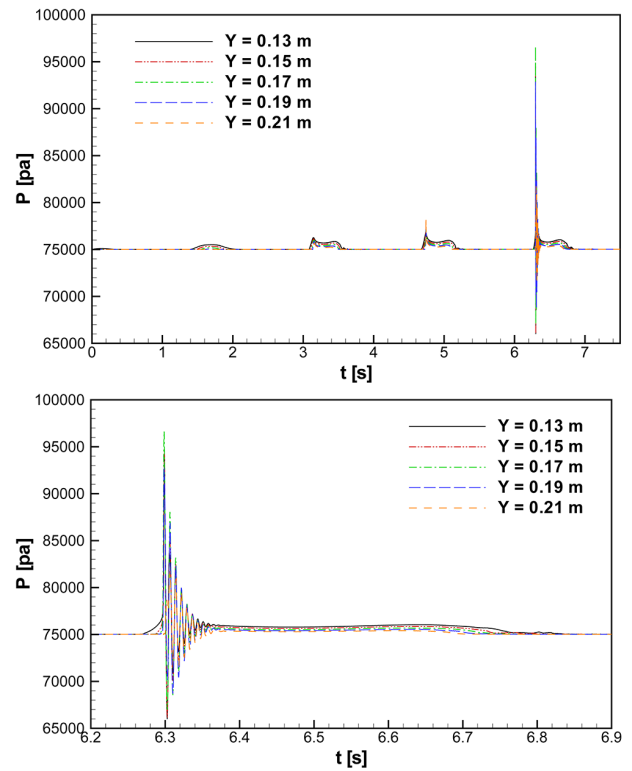 100000
95000
90000
85000
80000
75000
70000
65000
P [pa]
Y = 0.13 m
Y = 0.15 m
Y = 0.17 m
Y = 0.19 m
Y = 0.21 m
0 1 2 3 4 5 6 7
t [s]
100000
95000
90000
85000
80000
75000
70000
65000
P [pa]
Y = 0.13 m
Y = 0.15 m
Y = 0.17 m
Y = 0.19 m
Y = 0.21 m
6.2 6.3 6.4 6.5 6.6 6.7 6.8 6.9
t [s]